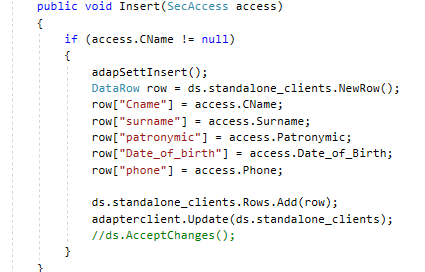 public void Insert(SecAccess access)
{
if (access.CName != null)
{
adapSettInsert();
DataRow row = ds.standalone_clients.NewRow();
row["Cname"] = access.CName;
row["surname"] = access.Surname;
row["patronymic"] = access.Patronymic;
row["Date_of_birth"] = access.Date_of_Birth;
row["phone"] = access.Phone;
ds.standalone_clients.Rows.Add(row);
adapterclient.Update(ds.standalone_clients);
//ds.AcceptChanges();
}
}